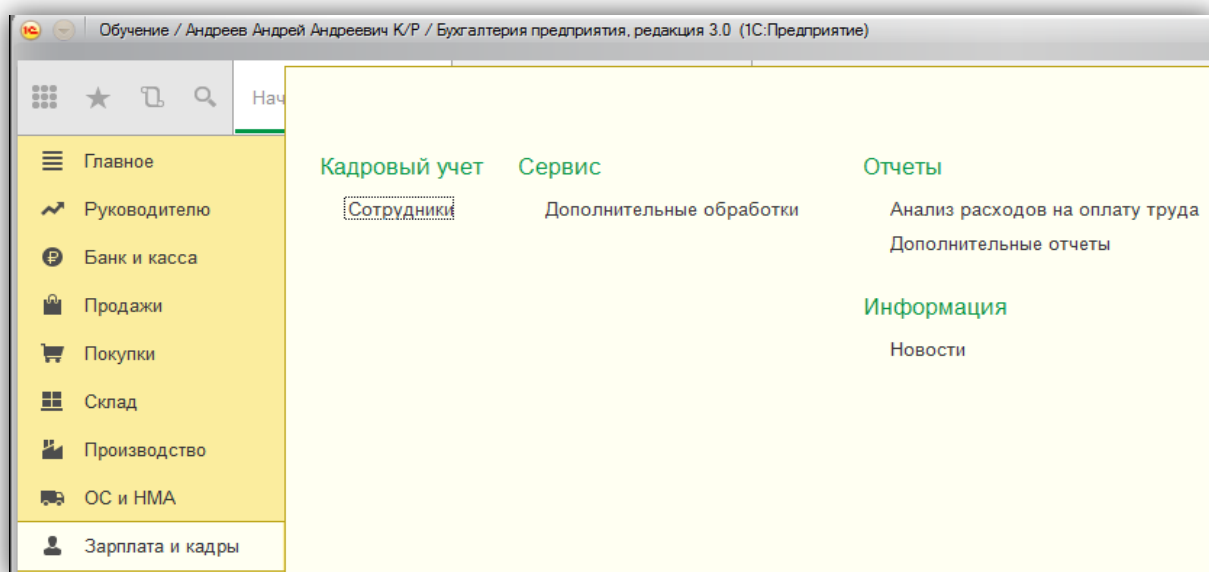 1С Обучение / Андреев Андрей Андреевич К/Р / Бухгалтерия предприятия, редакция 3.0 (1С:Предприятие)
Нач
Главное
Руководителю
Банк и касса
Продажи
Покупки
Склад
Производство
ОС и НМА
Зарплата и кадры
Кадровый учет
Сотрудники
Сервис
Дополнительные обработки
Отчеты
Анализ расходов на оплату труда
Дополнительные отчеты
Информация
Новости